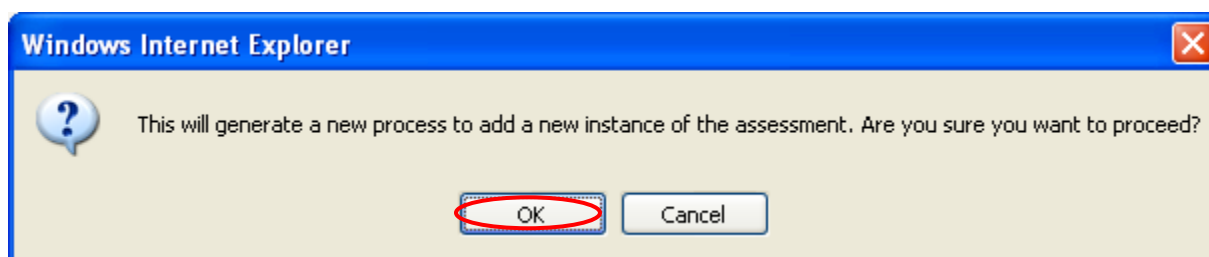 Windows Internet Explorer
This will generate a new process to add a new instance of the assessment. Are you sure you want to proceed?
OK Cancel